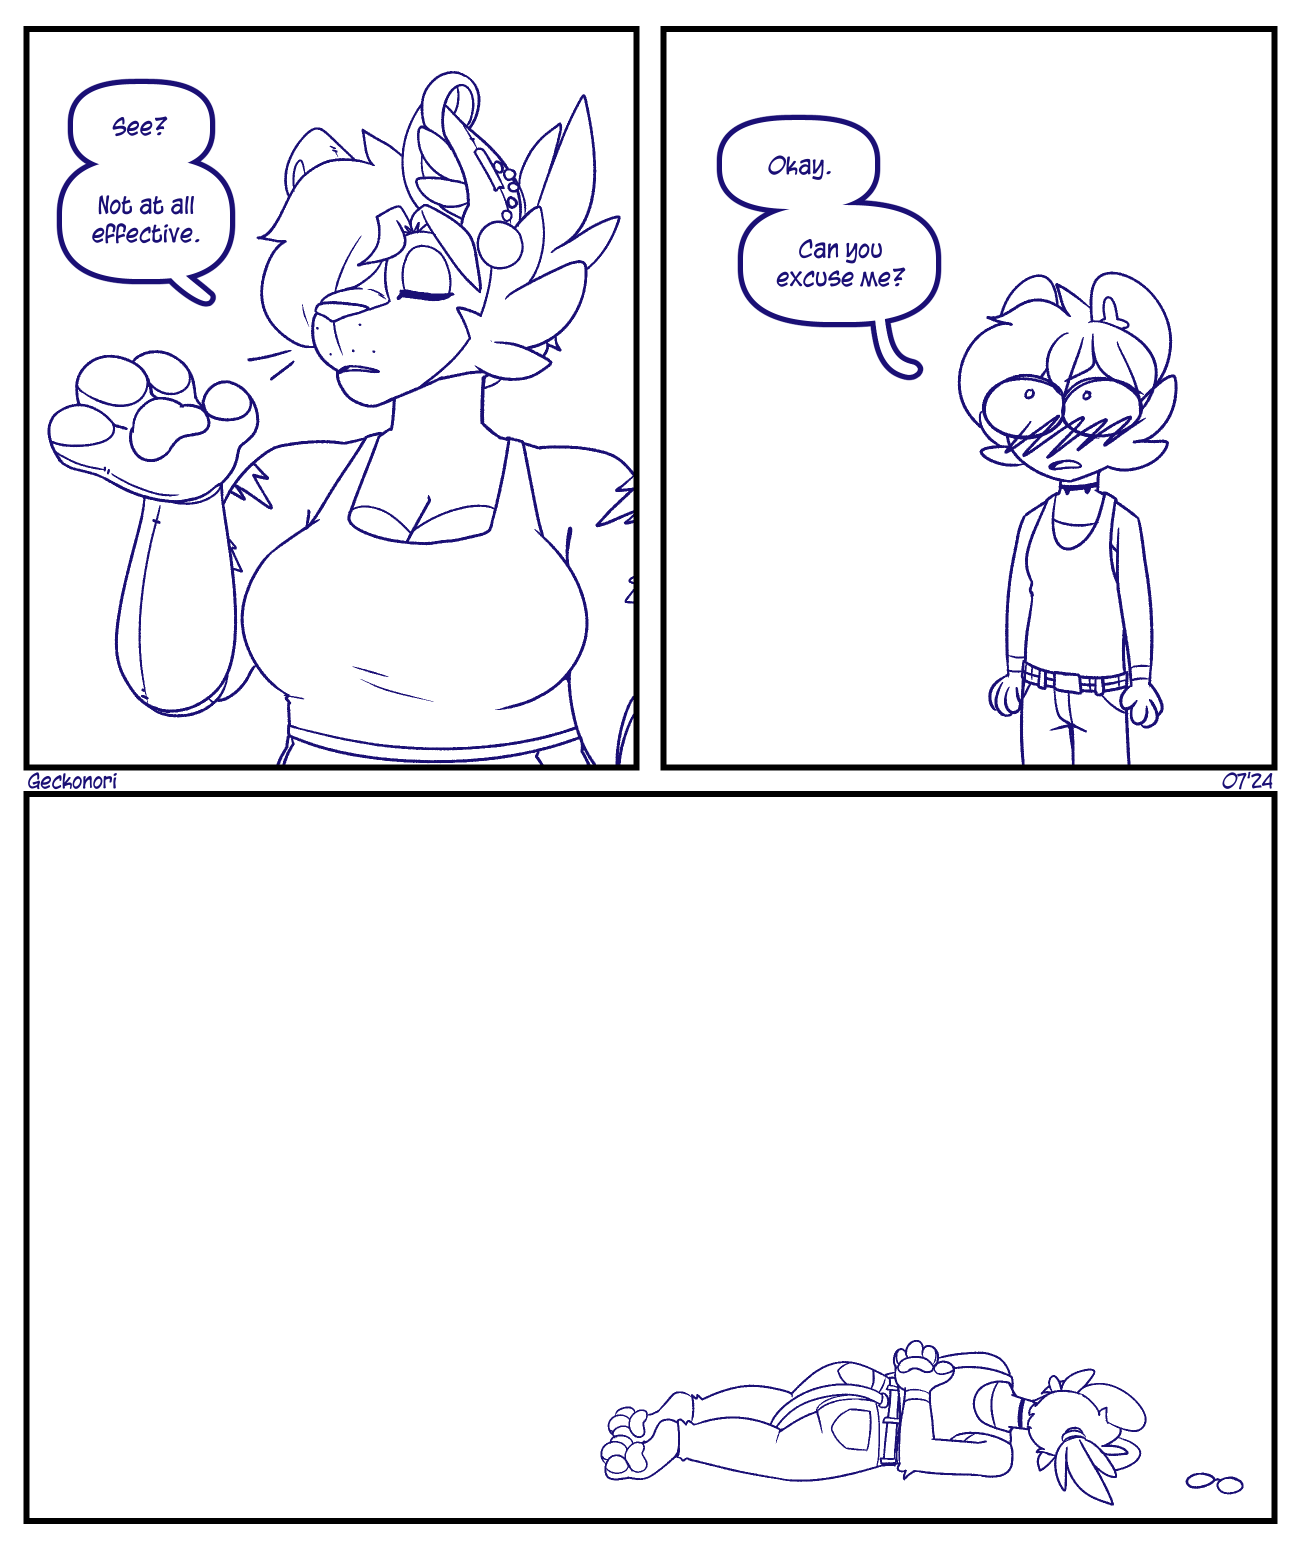 See?
Not at all
effective.
Okay.
Can you
excuse me?
Geckonori
07'24